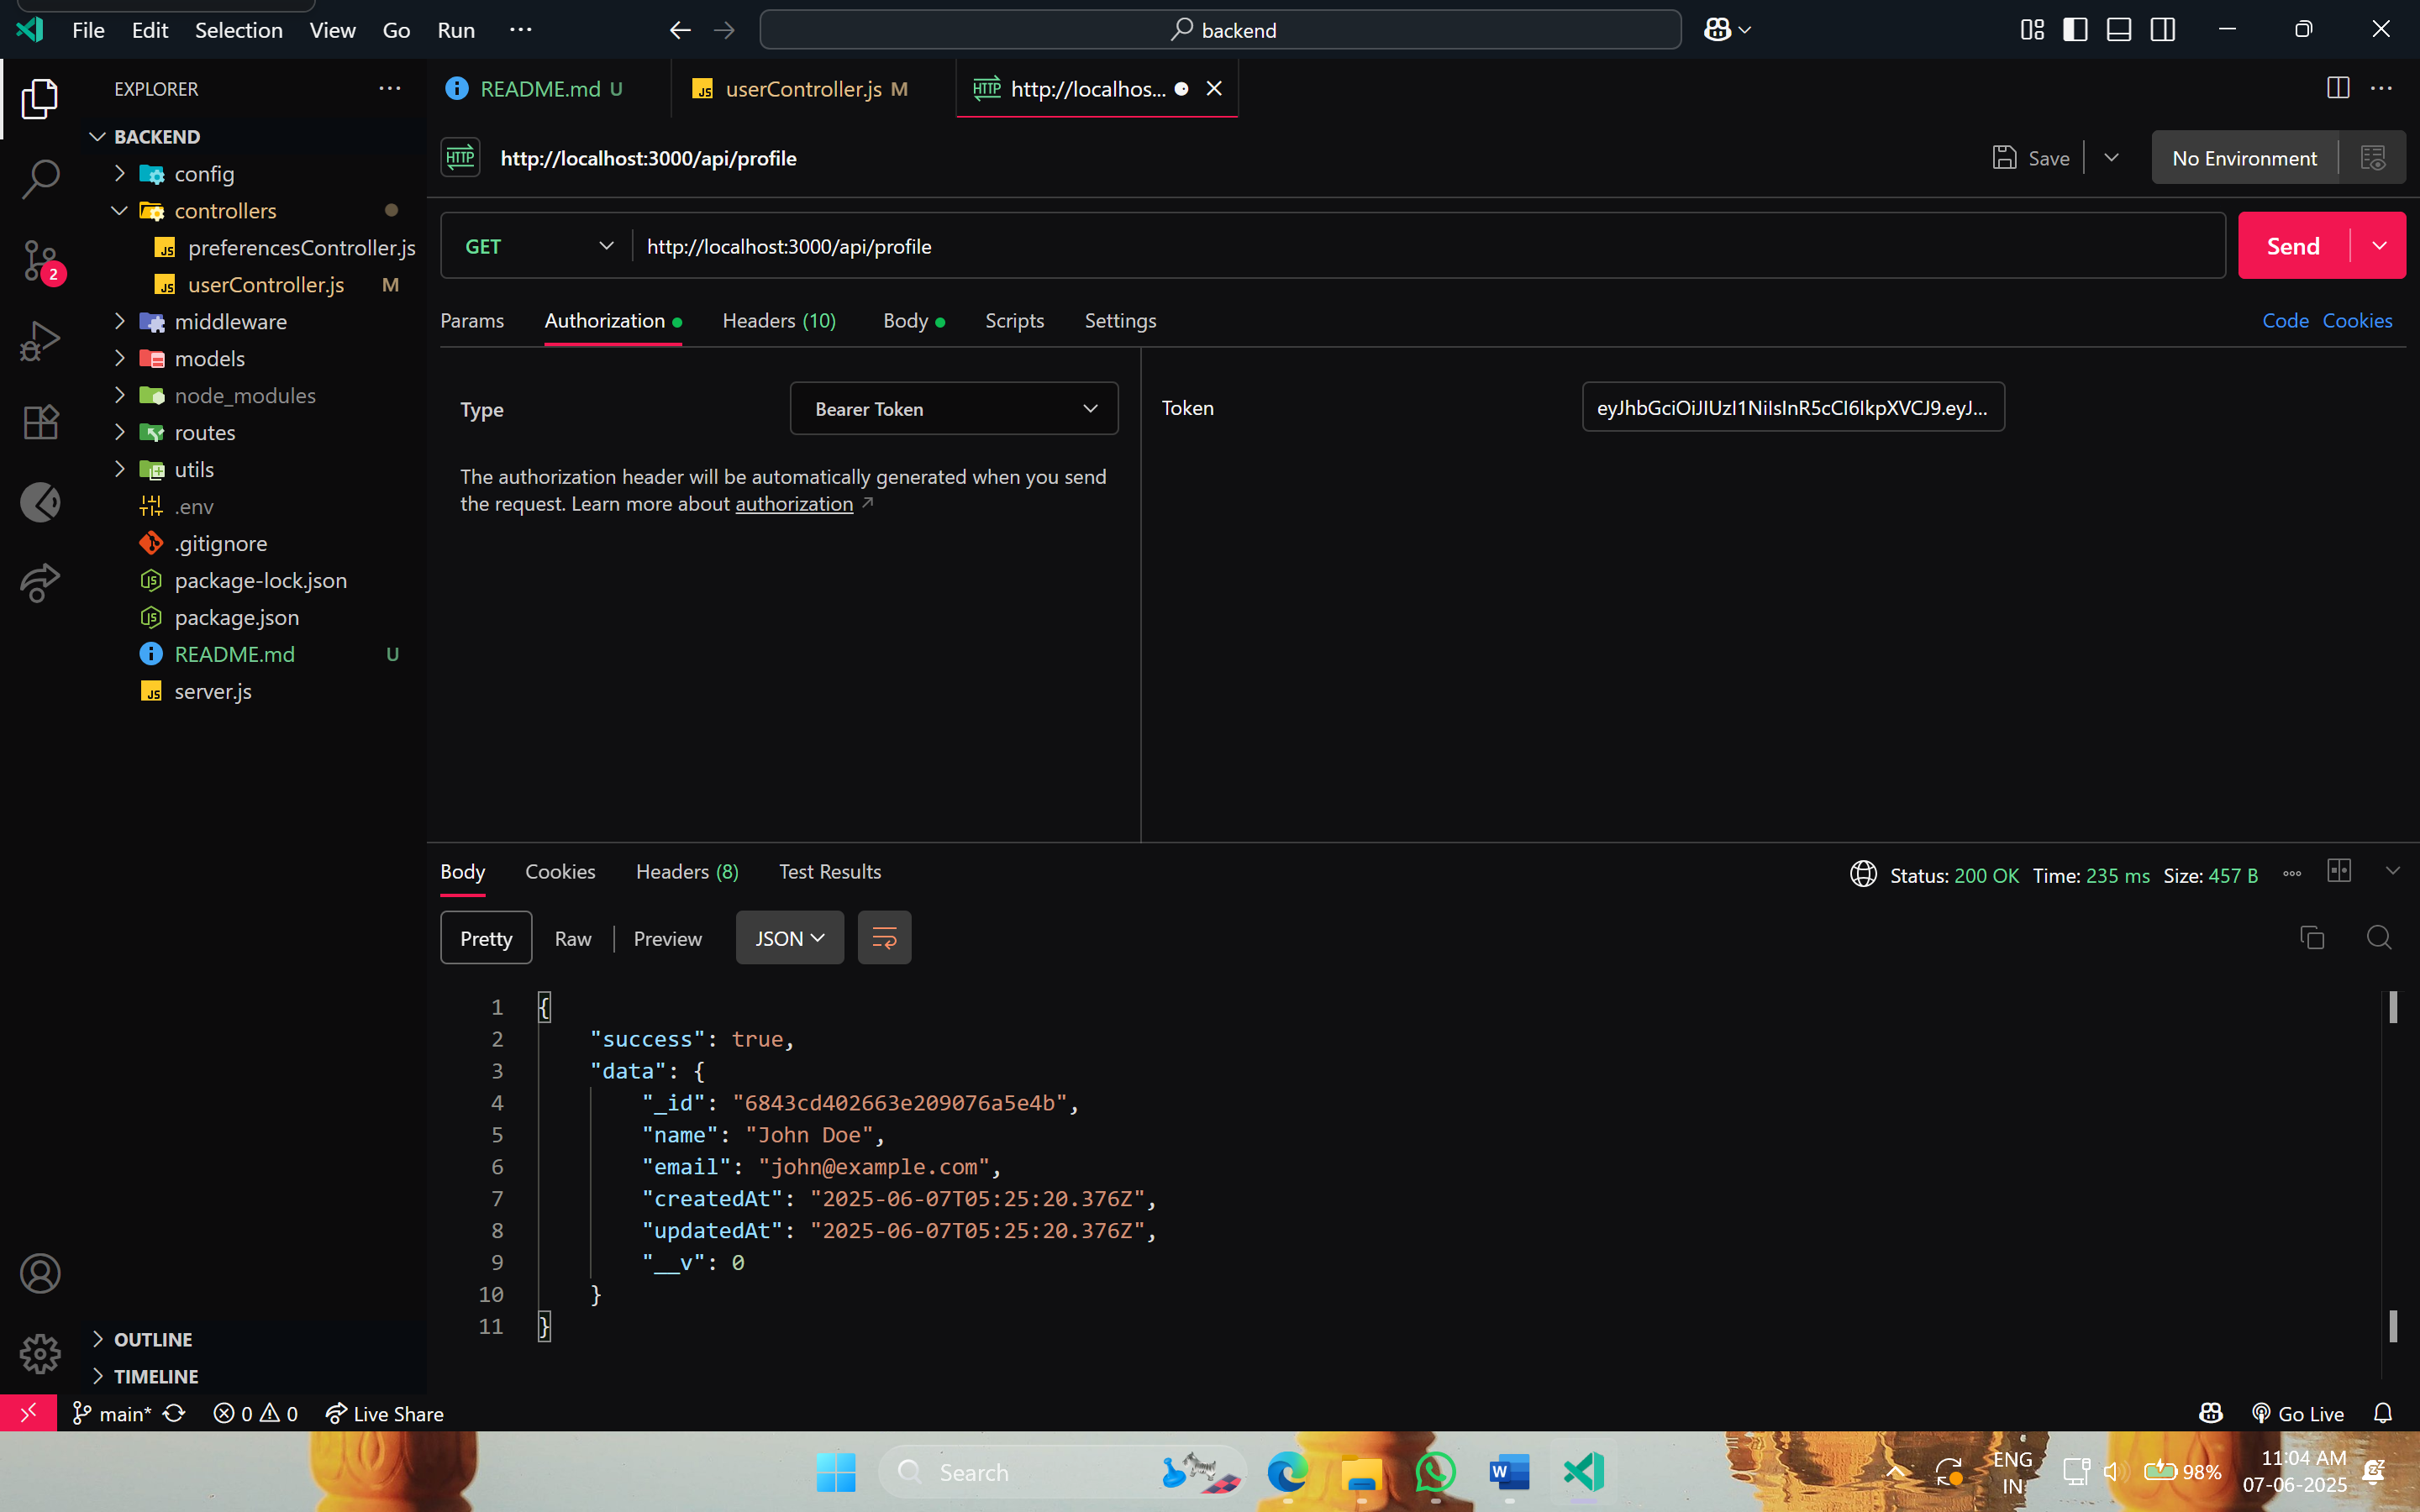 File Edit Selection View Go Run ··· backend
EXPLORER ···
README.md U
userController.js M
HTTP http://localhos...
BACKEND
config
controllers
preferencesController.js
userController.js M
middleware
models
node_modules
routes
utils
.env
.gitignore
package-lock.json
package.json
README.md U
server.js
OUTLINE
TIMELINE
2
HTTP http://localhost:3000/api/profile
Save
No Environment
GET http://localhost:3000/api/profile
Send
Params Authorization Headers (10) Body Scripts Settings
Code Cookies
Type Bearer Token
The authorization header will be automatically generated when you send
the request. Learn more about authorization
Token eyJhbGciOiJIUzI1NiIsInR5cCI6IkpXVCJ9.eyJ...
Body Cookies Headers (8) Test Results
Status: 200 OK Time: 235 ms Size: 457 B
Pretty Raw Preview JSON
1 {
2 "success": true,
3 "data": {
4 "_id": "6843cd402663e209076a5e4b",
5 "name": "John Doe",
6 "email": "john@example.com",
7 "createdAt": "2025-06-07T05:25:20.376Z",
8 "updatedAt": "2025-06-07T05:25:20.376Z",
9 "__v": 0
10 }
11 }
main* 0 0 Live Share
Go Live
Search
ENG
IN
98%
11:04 AM
07-06-2025